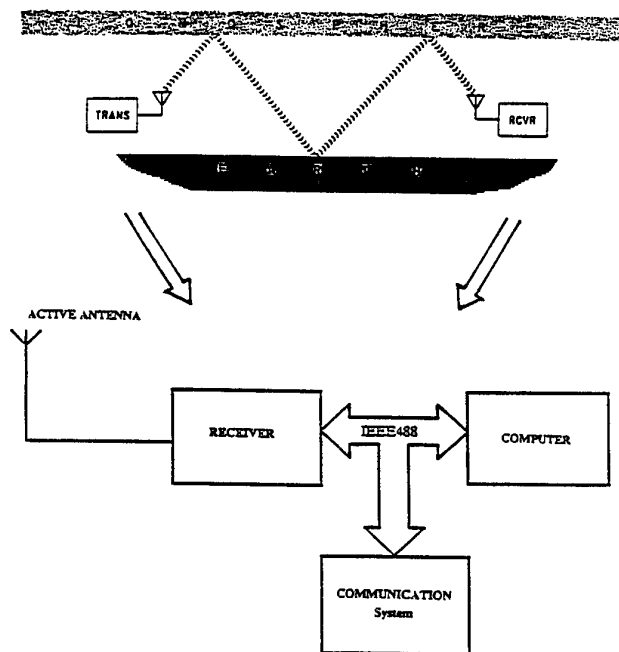 TRANS
RCVR
ACTIVE ANTENNA
RECEIVER
IEEE488
COMPUTER
COMMUNICATION
System